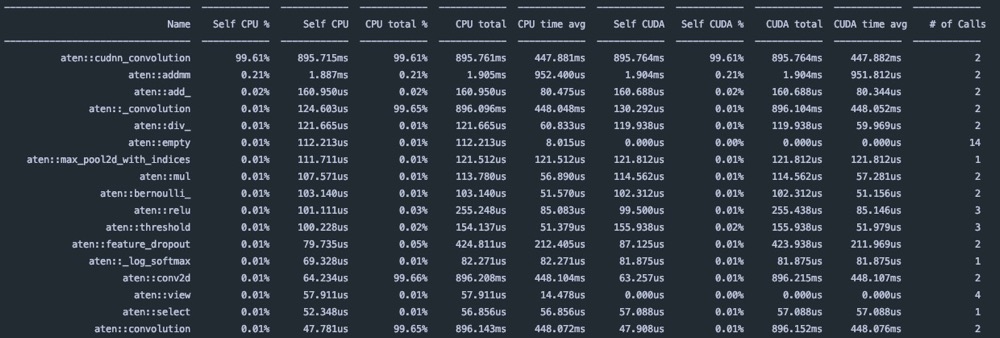 Name Self CPU % Self CPU CPU total % CPU total CPU time avg Self CUDA Self CUDA % CUDA total CUDA time avg # of Calls
aten::cudnn_convolution 99.61% 895.715ms 99.61% 895.761ms 447.881ms 895.764ms 99.61% 895.764ms 447.882ms 2
aten::addmm 0.21% 1.887ms 0.21% 1.905ms 952.400us 1.904ms 0.21% 1.904ms 951.812us 2
aten::add_ 0.02% 160.950us 0.02% 160.950us 80.475us 160.688us 0.02% 160.688us 80.344us 2
aten::_convolution 0.01% 124.603us 99.65% 896.096ms 448.048ms 130.292us 0.01% 896.104ms 448.052ms 2
aten::div_ 0.01% 121.665us 0.01% 121.665us 60.833us 119.938us 0.01% 119.938us 59.969us 2
aten::empty 0.01% 112.213us 0.01% 112.213us 8.015us 0.000us 0.00% 0.000us 0.000us 14
aten::max_pool2d_with_indices 0.01% 111.711us 0.01% 121.512us 121.512us 121.812us 0.01% 121.812us 121.812us 1
aten::mul 0.01% 107.571us 0.01% 113.780us 56.890us 114.562us 0.01% 114.562us 57.281us 2
aten::bernoulli_ 0.01% 103.140us 0.01% 103.140us 51.570us 102.312us 0.01% 102.312us 51.156us 2
aten::relu 0.01% 101.111us 0.03% 255.248us 85.083us 99.500us 0.01% 255.438us 85.146us 3
aten::threshold 0.01% 100.228us 0.02% 154.137us 51.379us 155.938us 0.02% 155.938us 51.979us 3
aten::feature_dropout 0.01% 79.735us 0.05% 424.811us 212.405us 87.125us 0.01% 423.938us 211.969us 2
aten::_log_softmax 0.01% 69.328us 0.01% 82.271us 82.271us 81.875us 0.01% 81.875us 81.875us 1
aten::conv2d 0.01% 64.234us 99.66% 896.208ms 448.104ms 63.257us 0.01% 896.215ms 448.107ms 2
aten::view 0.01% 57.911us 0.01% 57.911us 14.478us 0.000us 0.00% 0.000us 0.000us 4
aten::select 0.01% 52.348us 0.01% 56.856us 56.856us 57.088us 0.01% 57.088us 57.088us 1
aten::convolution 0.01% 47.781us 99.65% 896.143ms 448.072ms 47.908us 0.01% 896.152ms 448.076ms 2